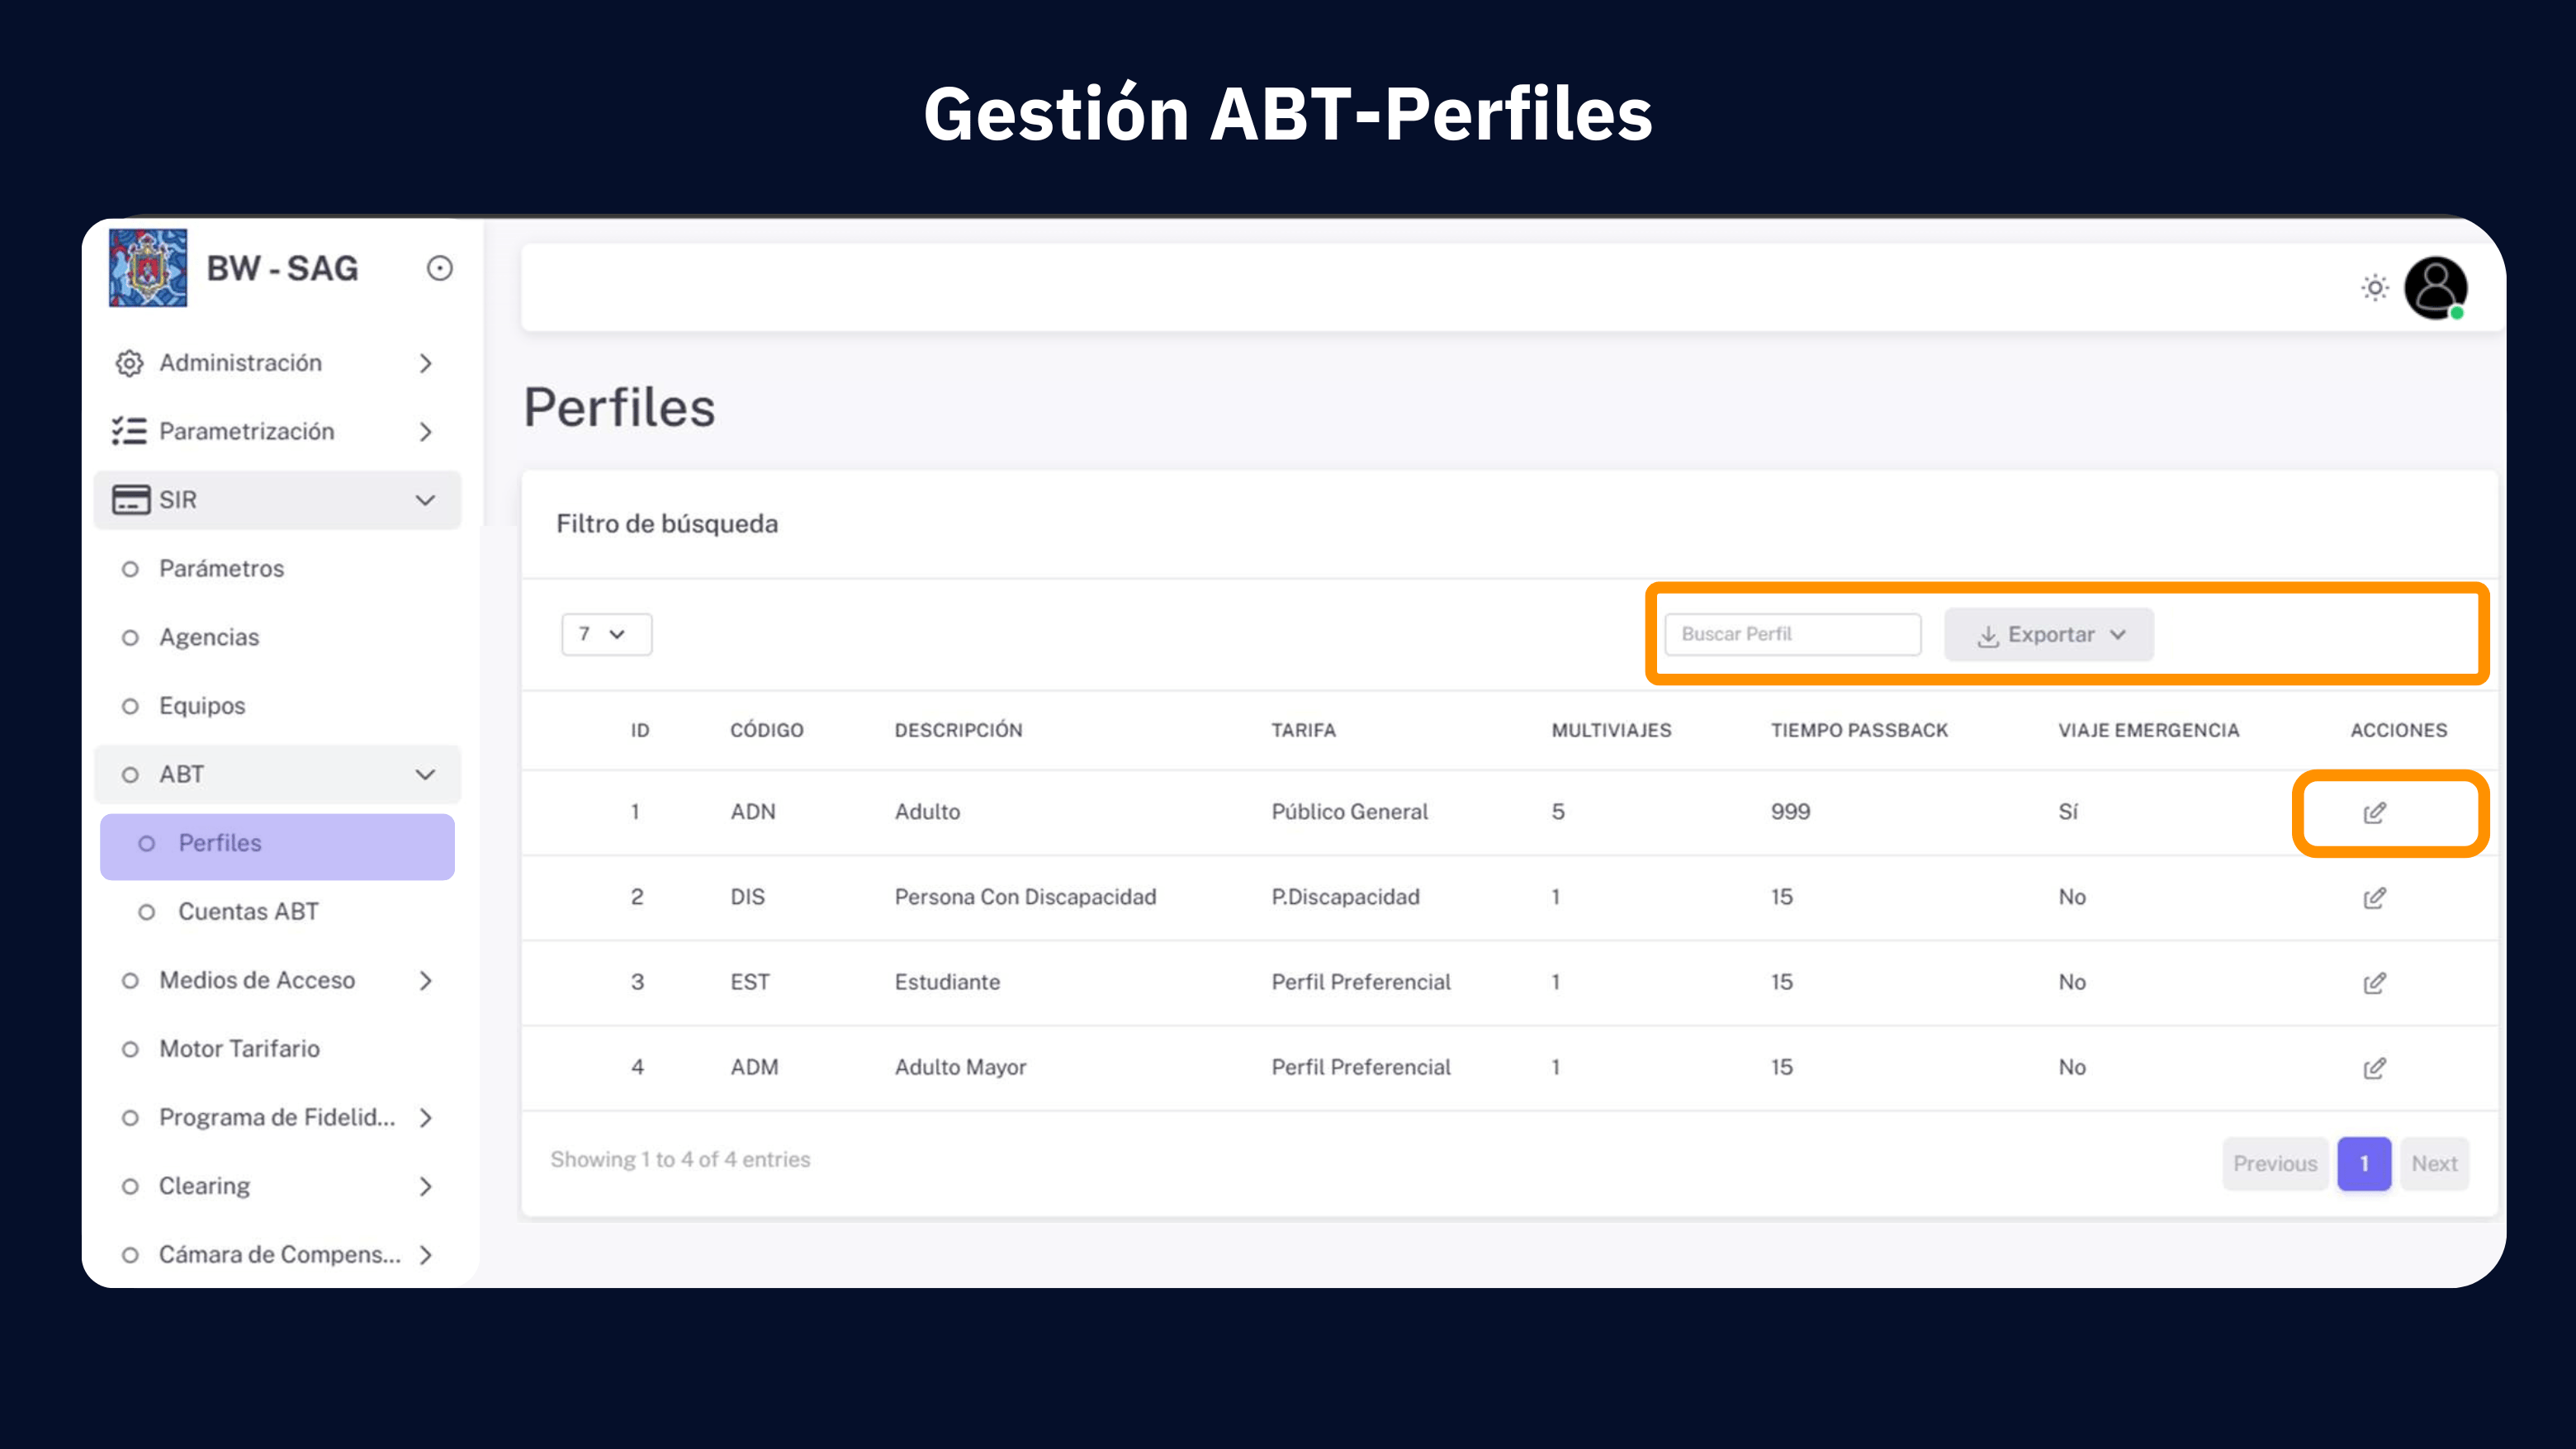 Gestión ABT-Perfiles
BW - SAG
Administración
Parametrización
SIR
Parámetros
Agencias
Equipos
ABT
Perfiles
Cuentas ABT
Medios de Acceso
Motor Tarifario
Programa de Fidelid...
Clearing
Cámara de Compens...
Perfiles
Filtro de búsqueda
7 Buscar Perfil Exportar
ID CÓDIGO DESCRIPCIÓN TARIFA MULTIVIAJES TIEMPO PASSBACK VIAJE EMERGENCIA ACCIONES
1 ADN Adulto Público General 5 999 Sí
2 DIS Persona Con Discapacidad P.Discapacidad 1 15 No
3 EST Estudiante Perfil Preferencial 1 15 No
4 ADM Adulto Mayor Perfil Preferencial 1 15 No
Showing 1 to 4 of 4 entries Previous 1 Next